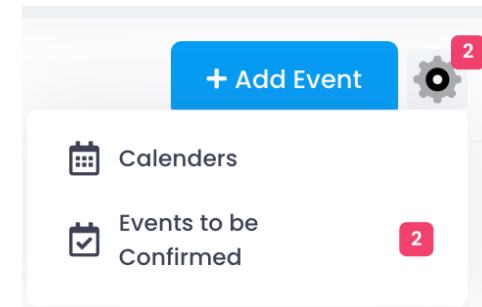 2
+ Add Event
Calenders
Events to be
Confirmed
2